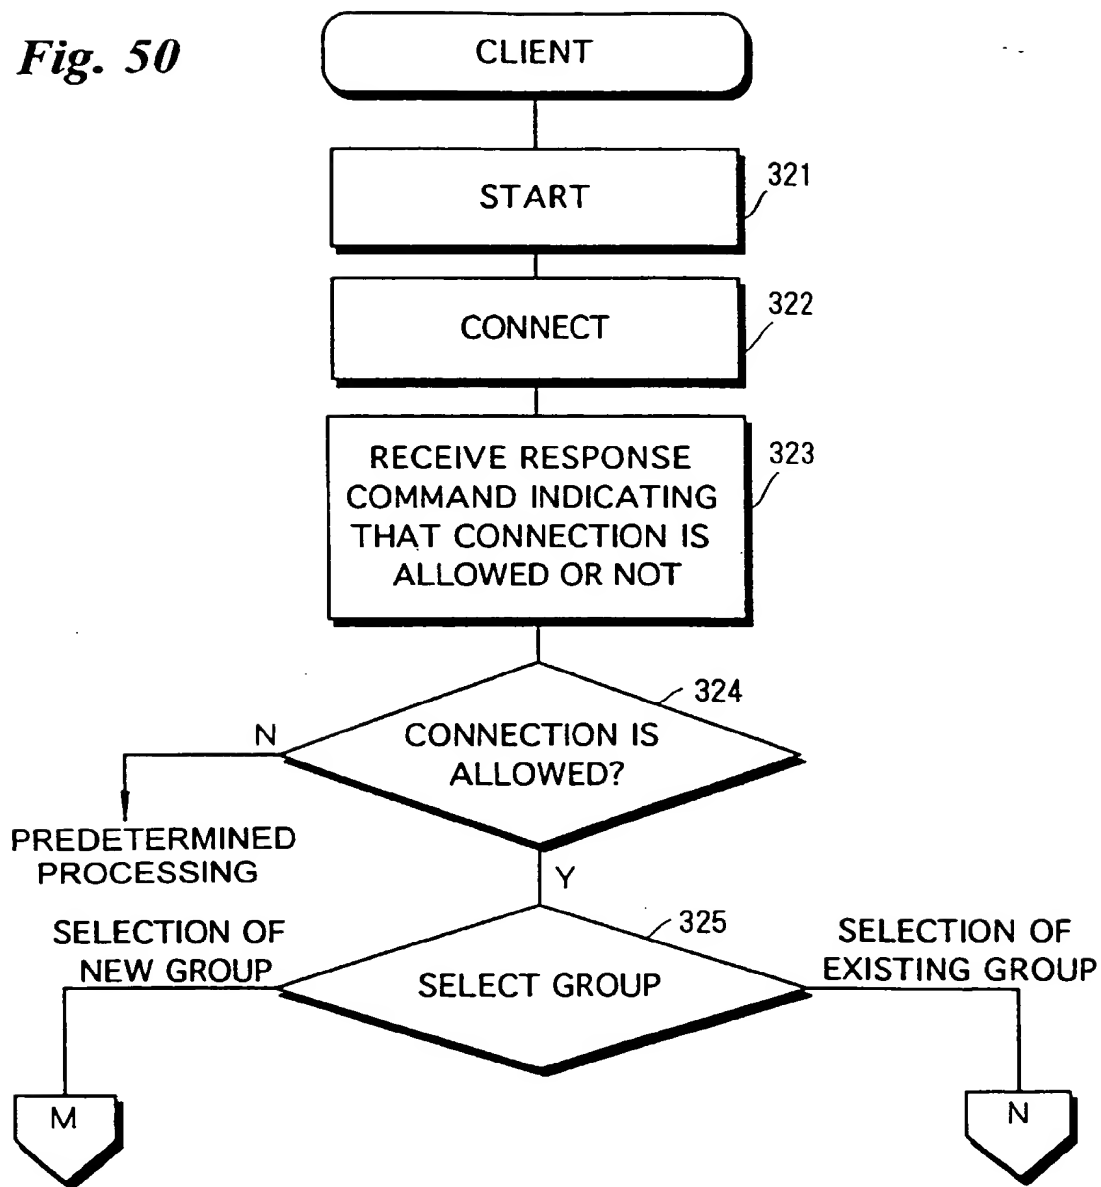 Fig. 50
CLIENT
START
321
CONNECT
322
RECEIVE RESPONSE
COMMAND INDICATING
THAT CONNECTION IS
ALLOWED OR NOT
323
324
CONNECTION IS
ALLOWED?
N
PREDETERMINED
PROCESSING
Y
325
SELECT GROUP
SELECTION OF
NEW GROUP
SELECTION OF
EXISTING GROUP
M
N